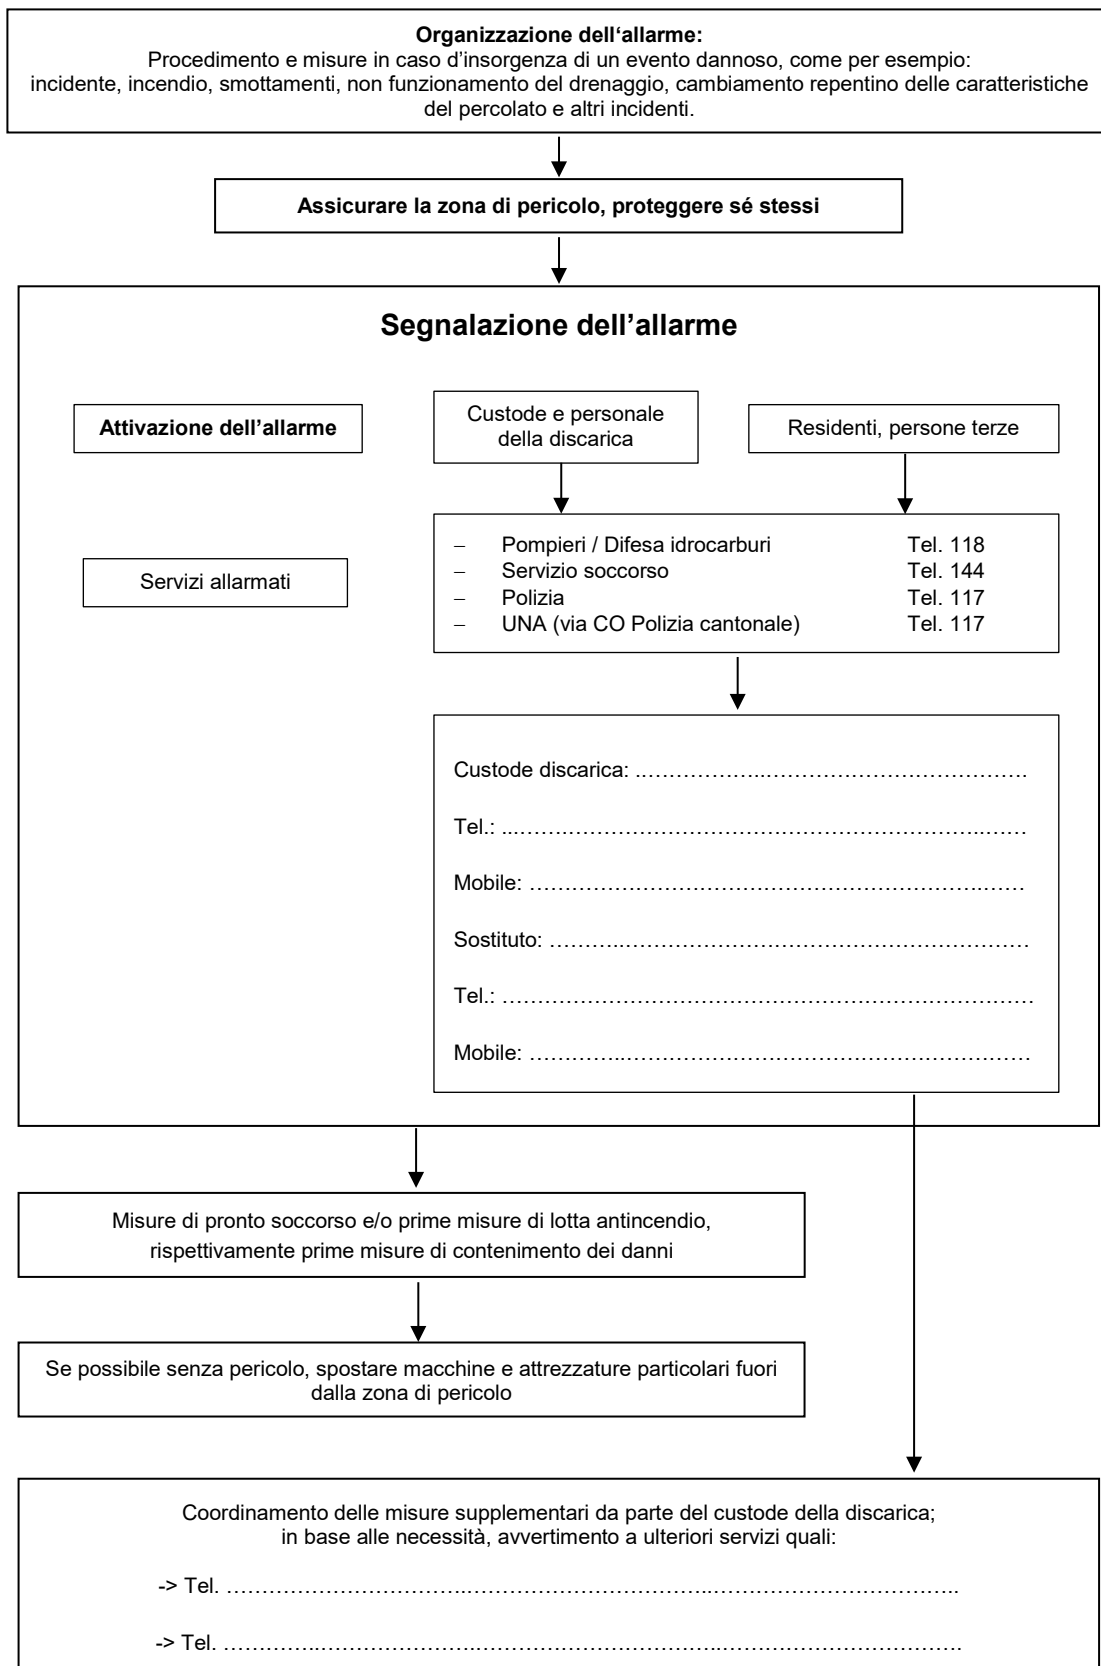 Organizzazione dell‘allarme:
Procedimento e misure in caso d’insorgenza di un evento dannoso, come per esempio:
incidente, incendio, smottamenti, non funzionamento del drenaggio, cambiamento repentino delle caratteristiche
del percolato e altri incidenti.
Assicurare la zona di pericolo, proteggere sé stessi
Segnalazione dell’allarme
Attivazione dell’allarme
Custode e personale
della discarica
Residenti, persone terze
Servizi allarmati
– Pompieri / Difesa idrocarburi Tel. 118
– Servizio soccorso Tel. 144
– Polizia Tel. 117
– UNA (via CO Polizia cantonale) Tel. 117
Custode discarica: ..……………..…………………………………….
Tel.: ...…….…………………………………………………………..……
Mobile: …………………………………………………………….……
Sostituto: ………..…………………………………………………
Tel.: …………………………………………………………………….……
Mobile: …………..……………………………………………………
Misure di pronto soccorso e/o prime misure di lotta antincendio,
rispettivamente prime misure di contenimento dei danni
Se possibile senza pericolo, spostare macchine e attrezzature particolari fuori
dalla zona di pericolo
Coordinamento delle misure supplementari da parte del custode della discarica;
in base alle necessità, avvertimento a ulteriori servizi quali:
-> Tel. …………………………….……………………………..……………………………..
-> Tel. …………..…………………….…………………………..…………………………….